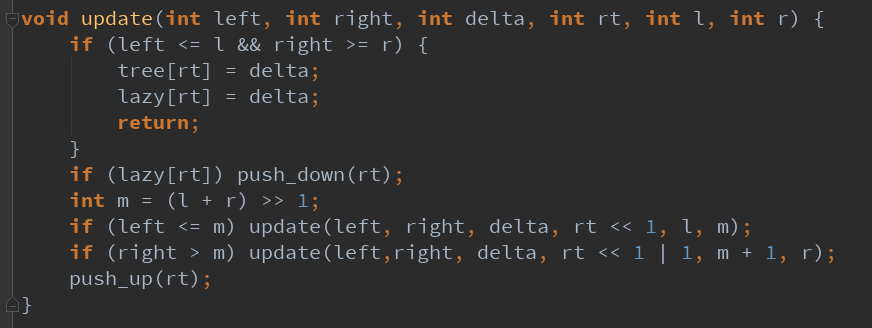 void update(int left, int right, int delta, int rt, int l, int r) {
    if (left <= l && right >= r) {
        tree[rt] = delta;
        lazy[rt] = delta;
        return;
    }
    if (lazy[rt]) push_down(rt);
    int m = (l + r) >> 1;
    if (left <= m) update(left, right, delta, rt << 1, l, m);
    if (right > m) update(left,right, delta, rt << 1 | 1, m + 1, r);
    push_up(rt);
}